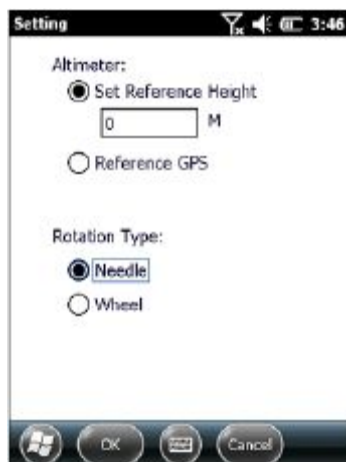 Setting 3:46
Altimeter:
Set Reference Height
0 M
Reference GPS
Rotation Type:
Needle
Wheel
OK Cancel